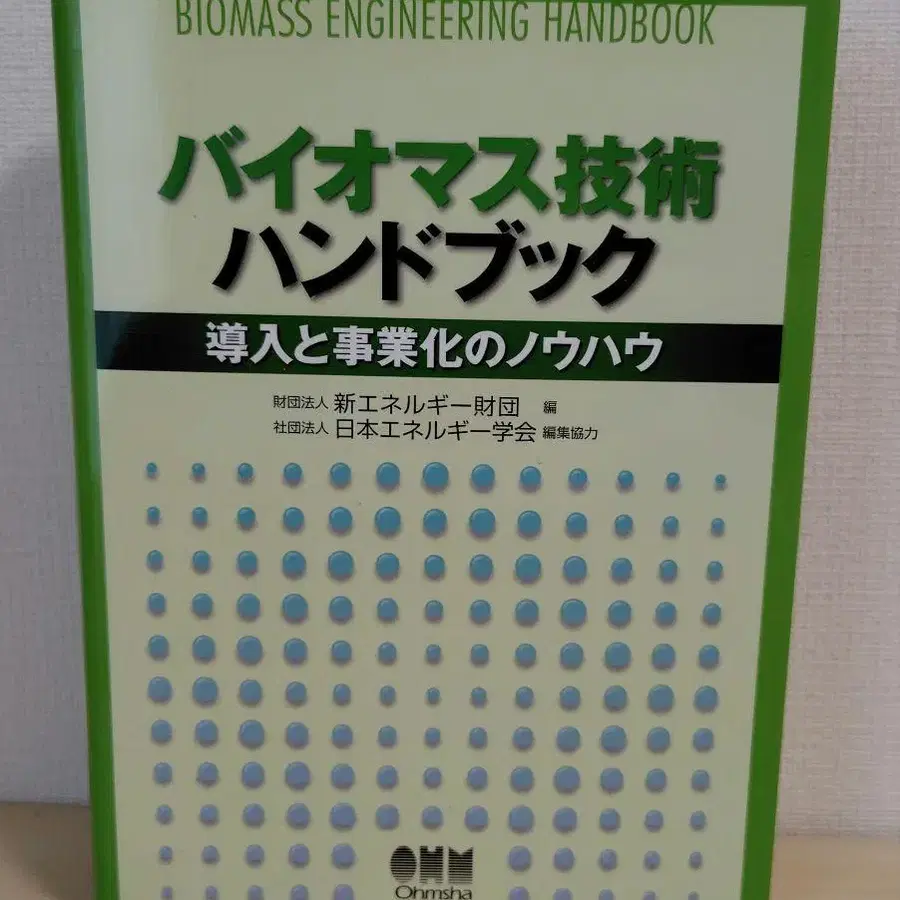 BIOMASS ENGINEERING HANDBOOK
バイオマス技術
ハンドブック
導入と事業化のノウハウ
財団法人 新エネルギー財団 編
社団法人 日本エネルギー学会 編集協力
OHM
Ohmsha